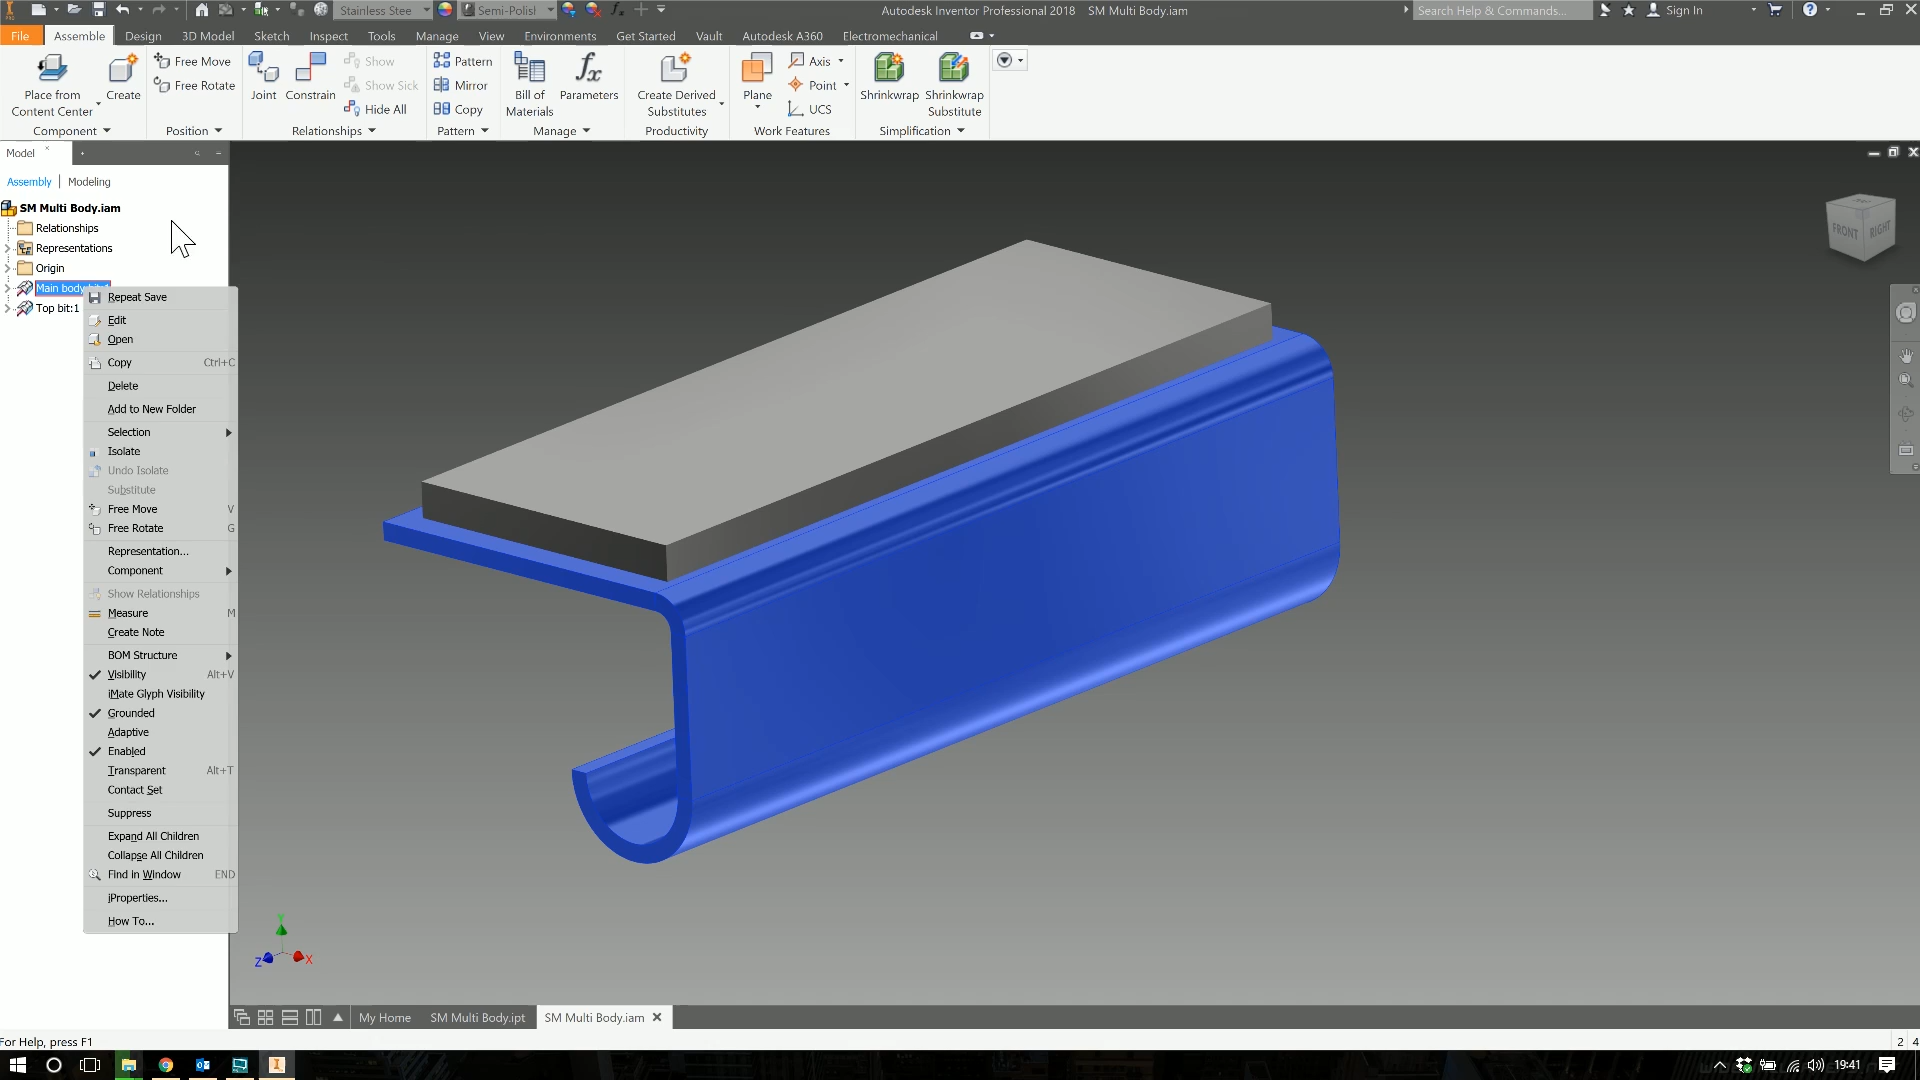 Stainless Stee
Semi-Polisl
Autodesk Inventor Professional 2018 SM Multi Body.iam
Search Help & Commands...
Sign In
File Assemble Design 3D Model Sketch Inspect Tools Manage View Environments Get Started Vault Autodesk A360 Electromechanical
Place from
Content Center
Create
Component
Free Move
Free Rotate
Position
Joint
Constrain
Show
Show Sick
Hide All
Relationships
Pattern
Mirror
Copy
Pattern
Bill of
Materials
Parameters
Manage
Create Derived
Substitutes
Productivity
Plane
Axis
Point
UCS
Work Features
Shrinkwrap
Shrinkwrap
Substitute
Simplification
Model
Assembly | Modeling
SM Multi Body.iam
Relationships
Representations
Origin
Main body
Top bit:1
Repeat Save
Edit
Open
Copy Ctrl+C
Delete
Add to New Folder
Selection
Isolate
Undo Isolate
Substitute
Free Move V
Free Rotate G
Representation...
Component
Show Relationships
Measure M
Create Note
BOM Structure
Visibility Alt+V
iMate Glyph Visibility
Grounded
Adaptive
Enabled
Transparent Alt+T
Contact Set
Suppress
Expand All Children
Collapse All Children
Find in Window END
iProperties...
How To...
FRONT RIGHT
Y
Z X
My Home SM Multi Body.ipt SM Multi Body.iam
For Help, press F1
2 4
19:41